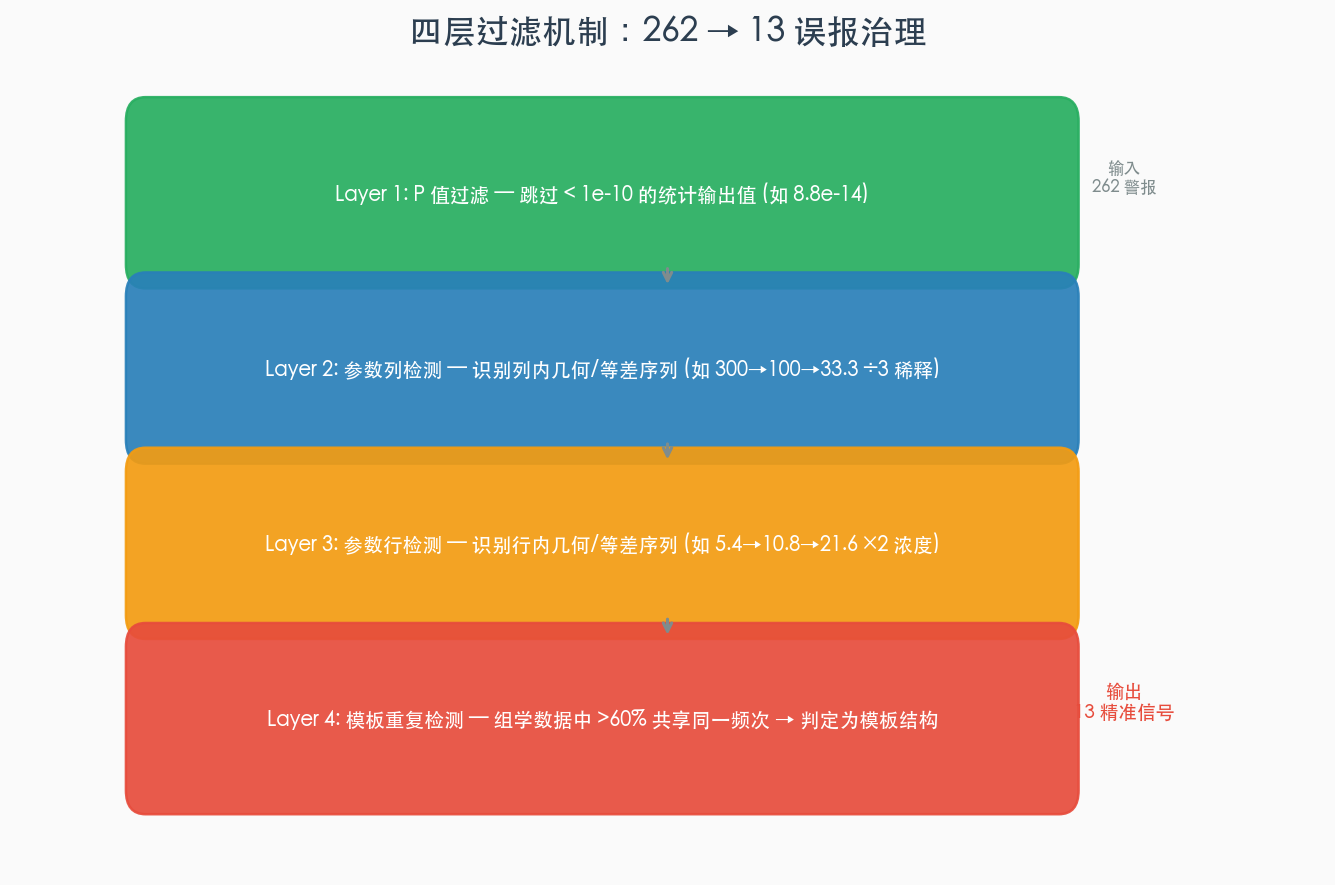 四层过滤机制：262 → 13 误报治理
Layer 1: P 值过滤 — 跳过 < 1e-10 的统计输出值 (如 8.8e-14)
输入
262 警报
Layer 2: 参数列检测 — 识别列内几何/等差序列 (如 300→100→33.3 ÷3 稀释)
Layer 3: 参数行检测 — 识别行内几何/等差序列 (如 5.4→10.8→21.6 ×2 浓度)
Layer 4: 模板重复检测 — 组学数据中 >60% 共享同一频次 → 判定为模板结构
输出
13 精准信号